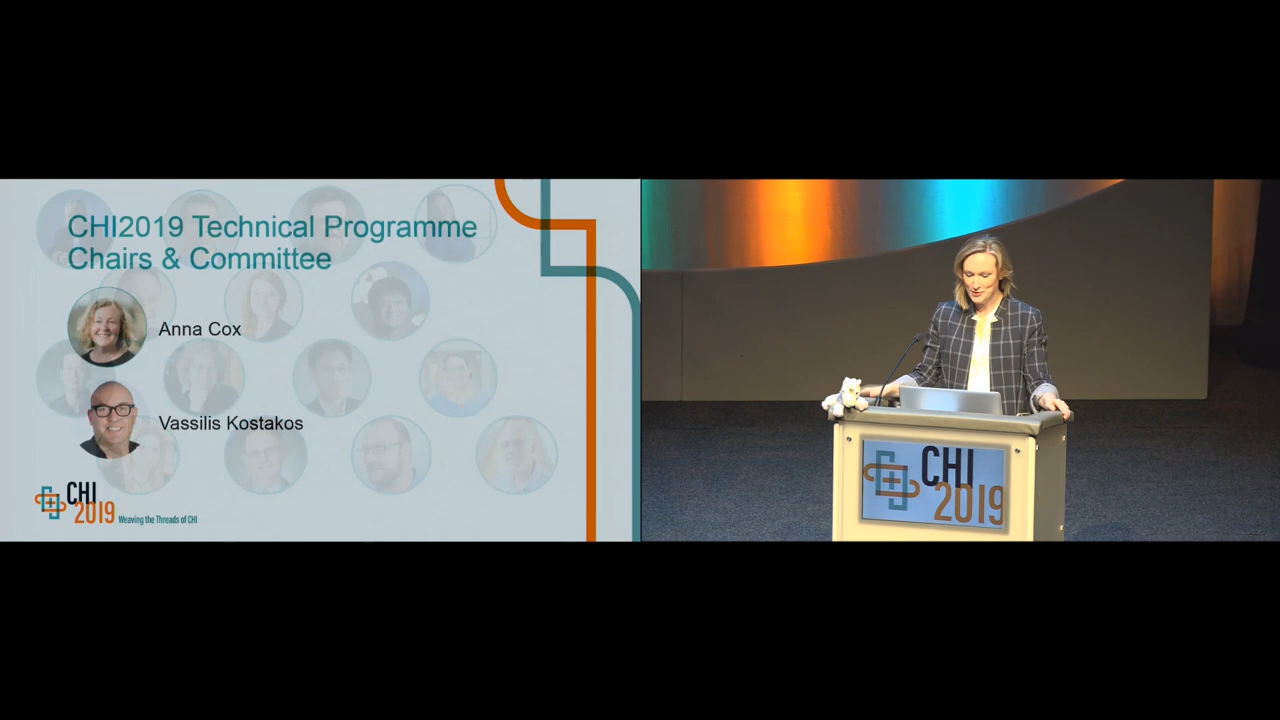 CHI2019 Technical Programme
Chairs & Committee
Anna Cox
Vassilis Kostakos
CHI
2019 Weaving the Threads of CHI
CHI
2019